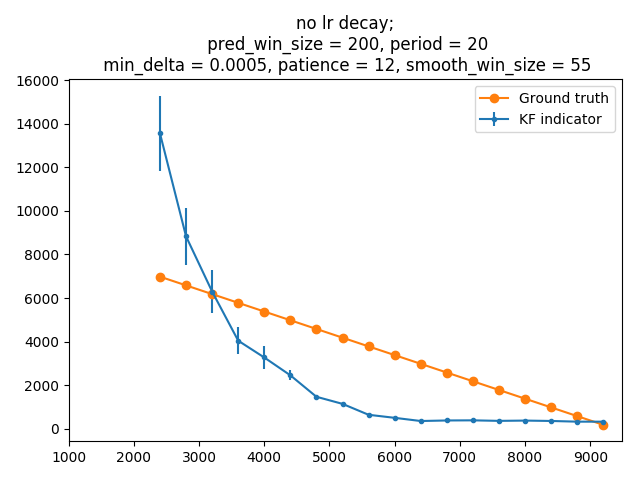 no lr decay;
pred_win_size = 200, period = 20
min_delta = 0.0005, patience = 12, smooth_win_size = 55
16000
14000
12000
10000
8000
6000
4000
2000
0
Ground truth
KF indicator
1000 2000 3000 4000 5000 6000 7000 8000 9000